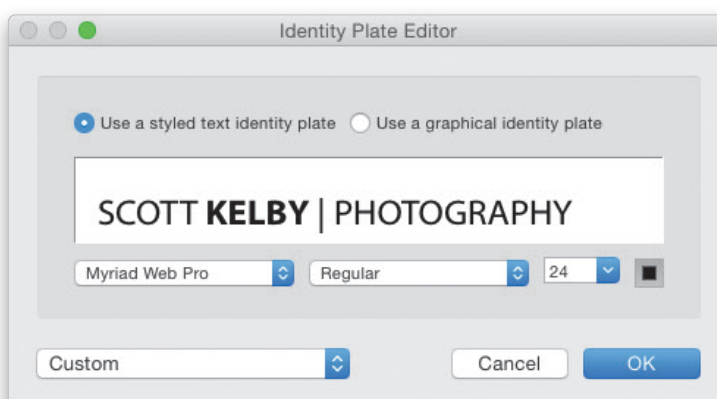 Identity Plate Editor
Use a styled text identity plate Use a graphical identity plate
SCOTT KELBY | PHOTOGRAPHY
Myriad Web Pro Regular 24
Custom Cancel OK